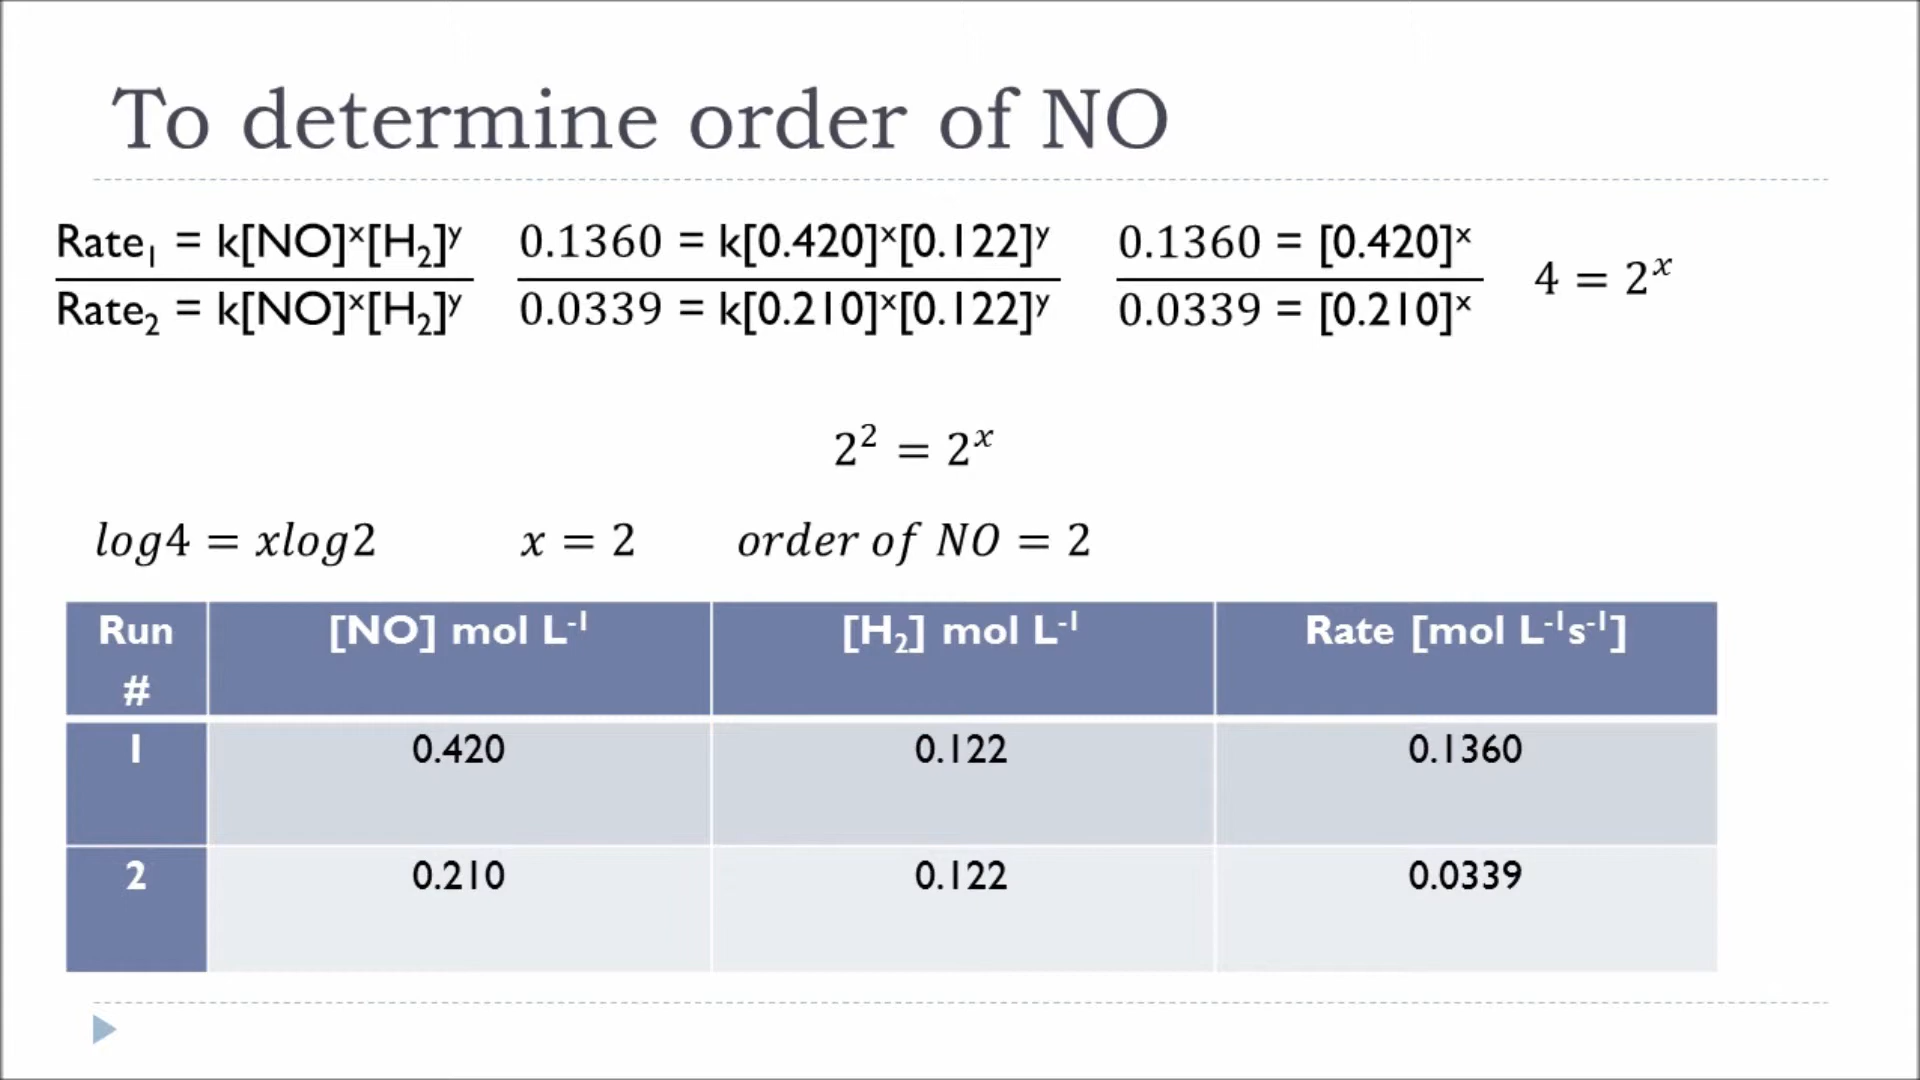 To determine order of NO
Rate₁ = k[NO]ˣ[H₂]ʸ
Rate₂ = k[NO]ˣ[H₂]ʸ
0.1360 = k[0.420]ˣ[0.122]ʸ
0.0339 = k[0.210]ˣ[0.122]ʸ
0.1360 = [0.420]ˣ
0.0339 = [0.210]ˣ
4 = 2ˣ
2² = 2ˣ
log4 = xlog2 x = 2 order of NO = 2
Run # [NO] mol L⁻¹ [H₂] mol L⁻¹ Rate [mol L⁻¹s⁻¹]
1 0.420 0.122 0.1360
2 0.210 0.122 0.0339